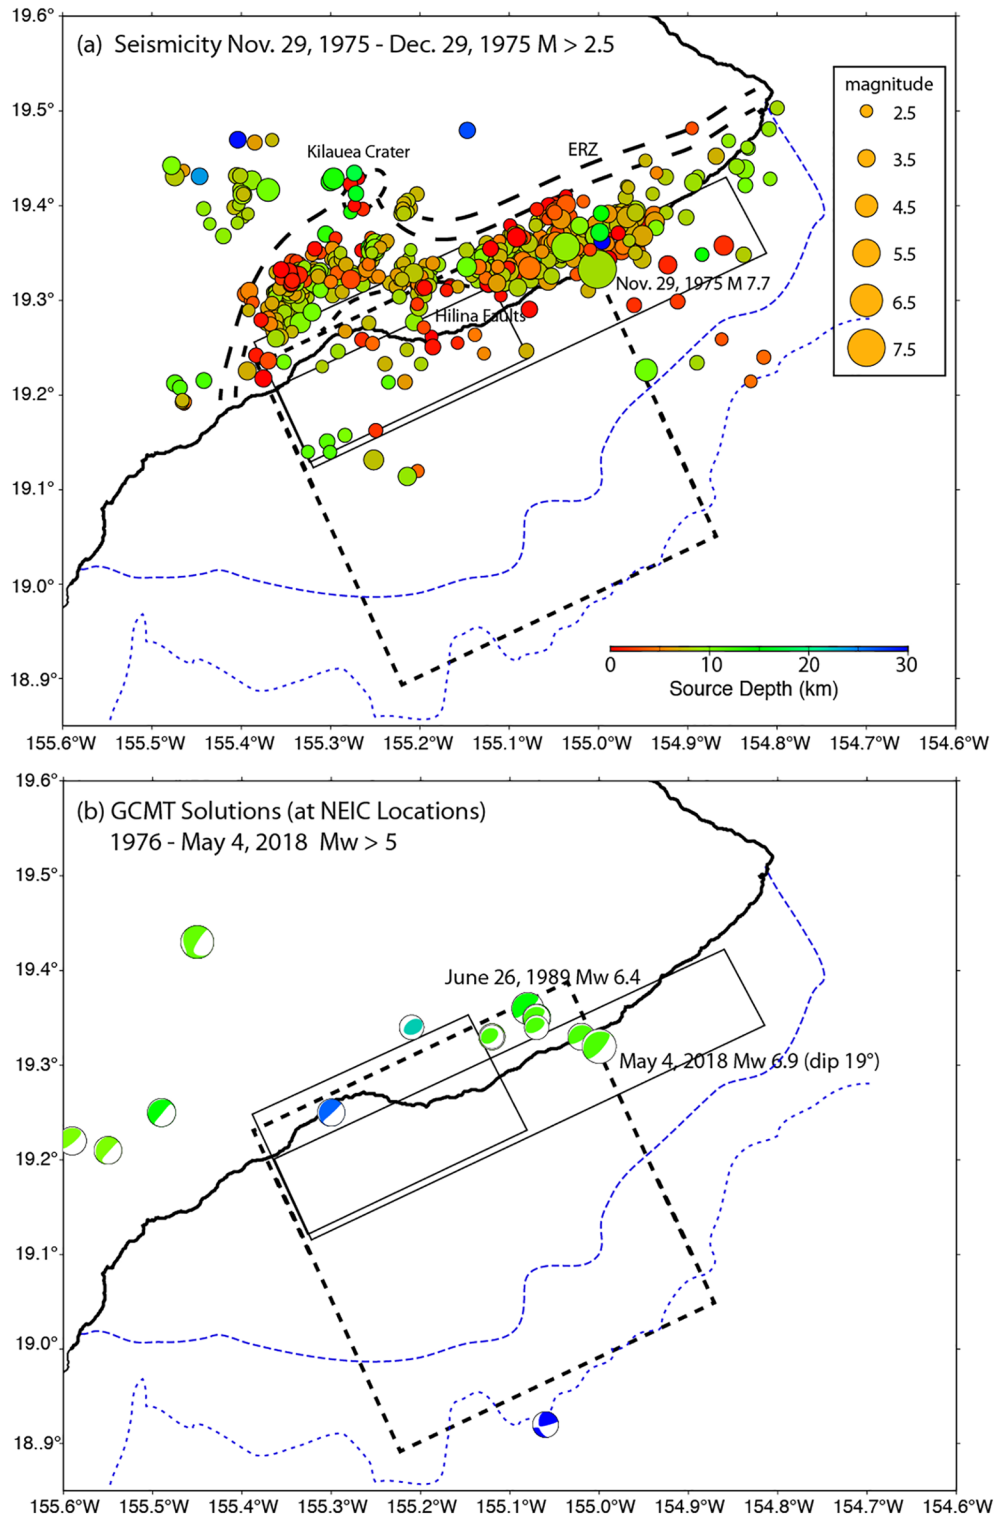 (a) Seismicity Nov. 29, 1975 - Dec. 29, 1975 M > 2.5
19.6°
19.5°
19.4°
19.3°
19.2°
19.1°
19.0°
18.9°
magnitude
2.5
3.5
4.5
5.5
6.5
7.5
Kilauea Crater
ERZ
Nov. 29, 1975 M 7.7
Hilina Faults
0 10 20 30
Source Depth (km)
155.6°W 155.5°W 155.4°W 155.3°W 155.2°W 155.1°W 155.0°W 154.9°W 154.8°W 154.7°W 154.6°W
(b) GCMT Solutions (at NEIC Locations)
1976 - May 4, 2018 Mw > 5
19.6°
19.5°
19.4°
19.3°
19.2°
19.1°
19.0°
18.9°
June 26, 1989 Mw 6.4
May 4, 2018 Mw 6.9 (dip 19°)
155.6°W 155.5°W 155.4°W 155.3°W 155.2°W 155.1°W 155.0°W 154.9°W 154.8°W 154.7°W 154.6°W